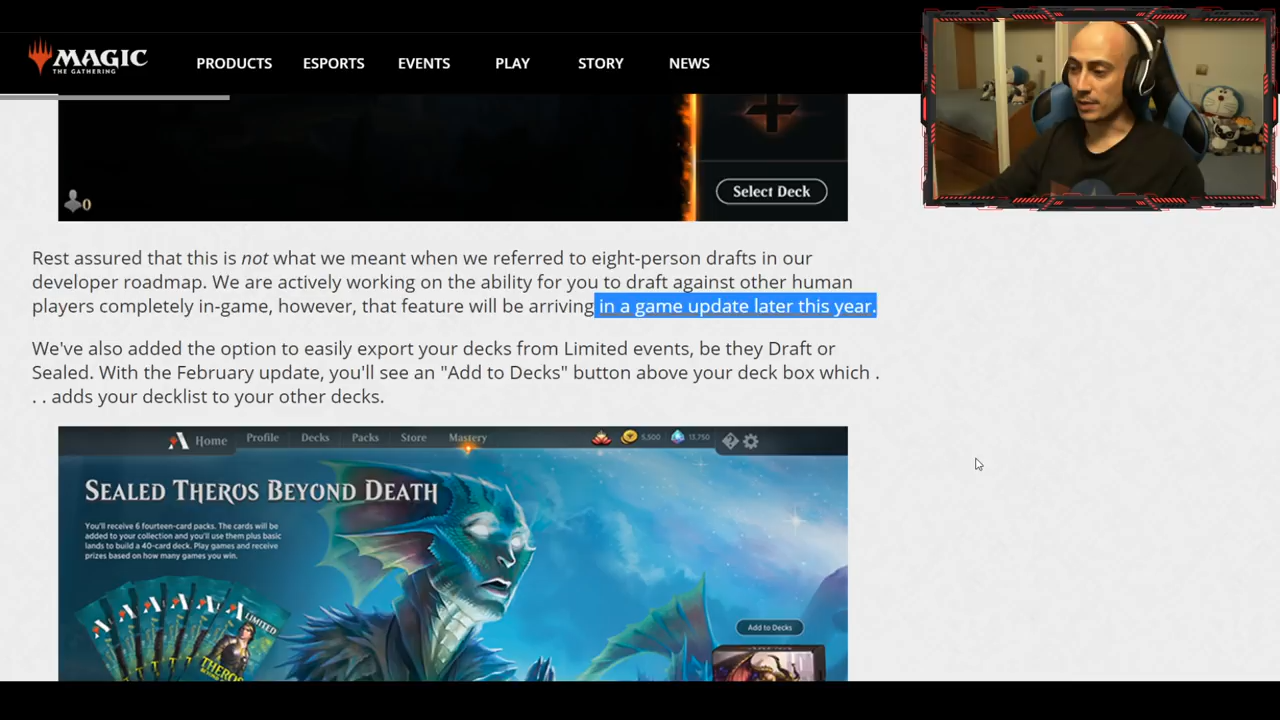 MAGIC
THE GATHERING
PRODUCTS ESPORTS EVENTS PLAY STORY NEWS
0
Select Deck
Rest assured that this is not what we meant when we referred to eight-person drafts in our
developer roadmap. We are actively working on the ability for you to draft against other human
players completely in-game, however, that feature will be arriving in a game update later this year.
We've also added the option to easily export your decks from Limited events, be they Draft or
Sealed. With the February update, you'll see an "Add to Decks" button above your deck box which .
. . adds your decklist to your other decks.
Home Profile Decks Packs Store Mastery 5,500 13,750
SEALED THEROS BEYOND DEATH
You'll receive 6 fourteen-card packs. The cards will be
added to your collection and you'll use them plus basic
lands to build a 40-card deck. Play games and receive
prizes based on how many games you win.
LIMITED
THEROS
Add to Decks